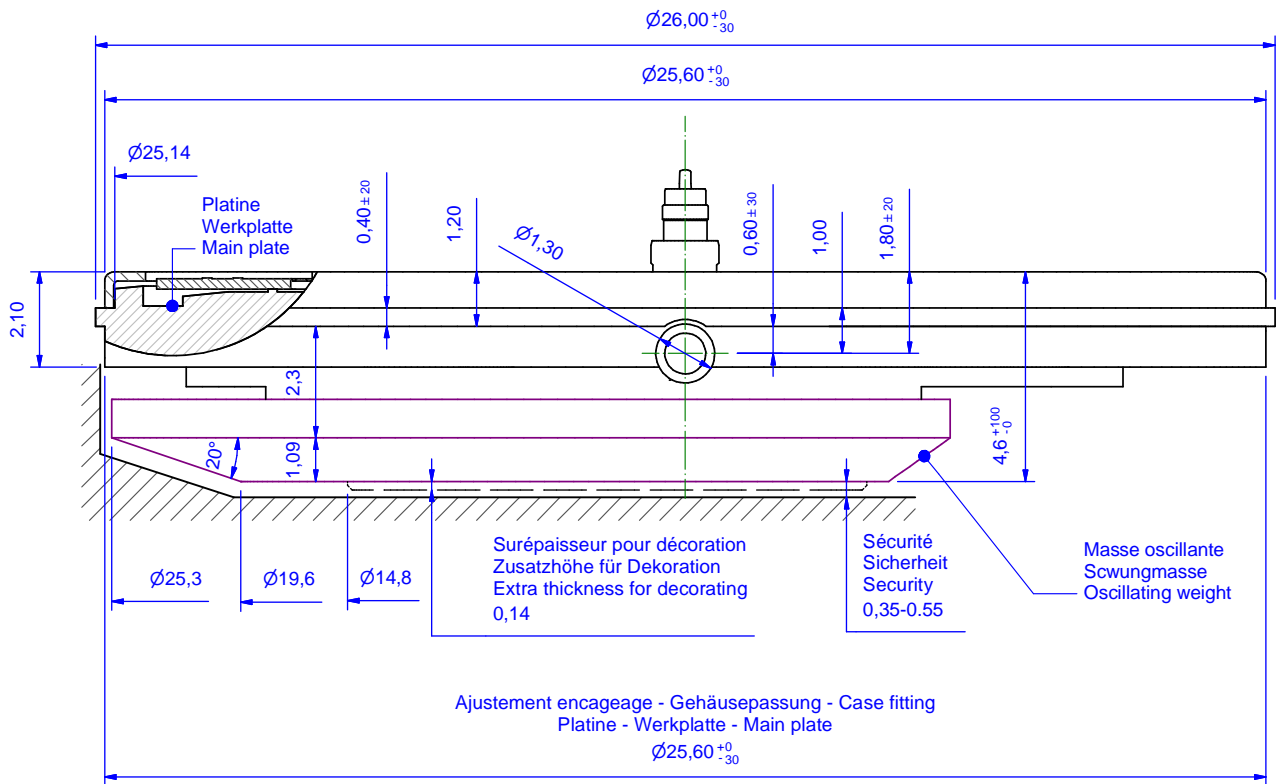 Ø26,00 +0 -30
Ø25,60 +0 -30
Ø25,14
Platine
Werkplatte
Main plate
0,40 ± 20
1,20
Ø1,30
0,60 ± 30
1,00
1,80 ± 20
2,10
2,3
20°
1,09
4,6 +100 -0
Surépaisseur pour décoration
Zusatzhöhe für Dekoration
Extra thickness for decorating
0,14
Sécurité
Sicherheit
Security
0,35-0.55
Masse oscillante
Scwungmasse
Oscillating weight
Ø25,3
Ø19,6
Ø14,8
Ajustement encageage - Gehäusepassung - Case fitting
Platine - Werkplatte - Main plate
Ø25,60 +0 -30